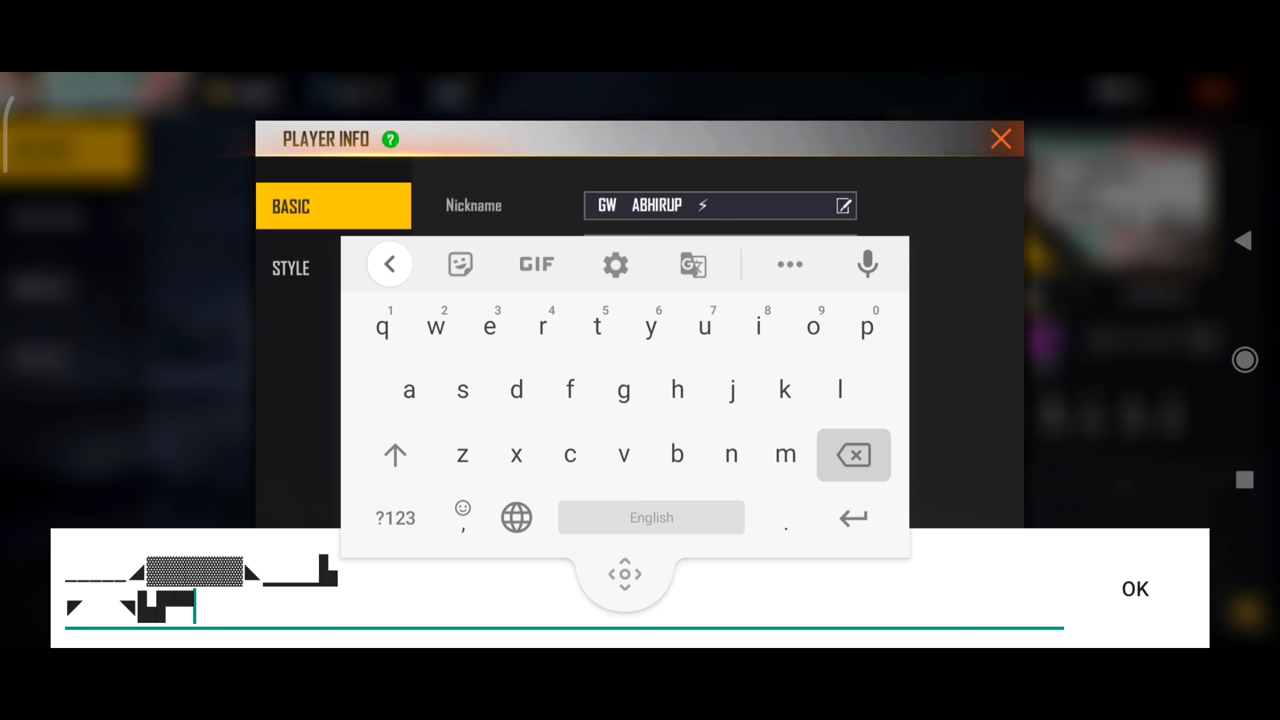 PLAYER INFO ?
BASIC
Nickname
GW ABHIRUP ⚡
STYLE
GIF
1 2 3 4 5 6 7 8 9 0
q w e r t y u i o p
a s d f g h j k l
z x c v b n m
?123 , English .
OK